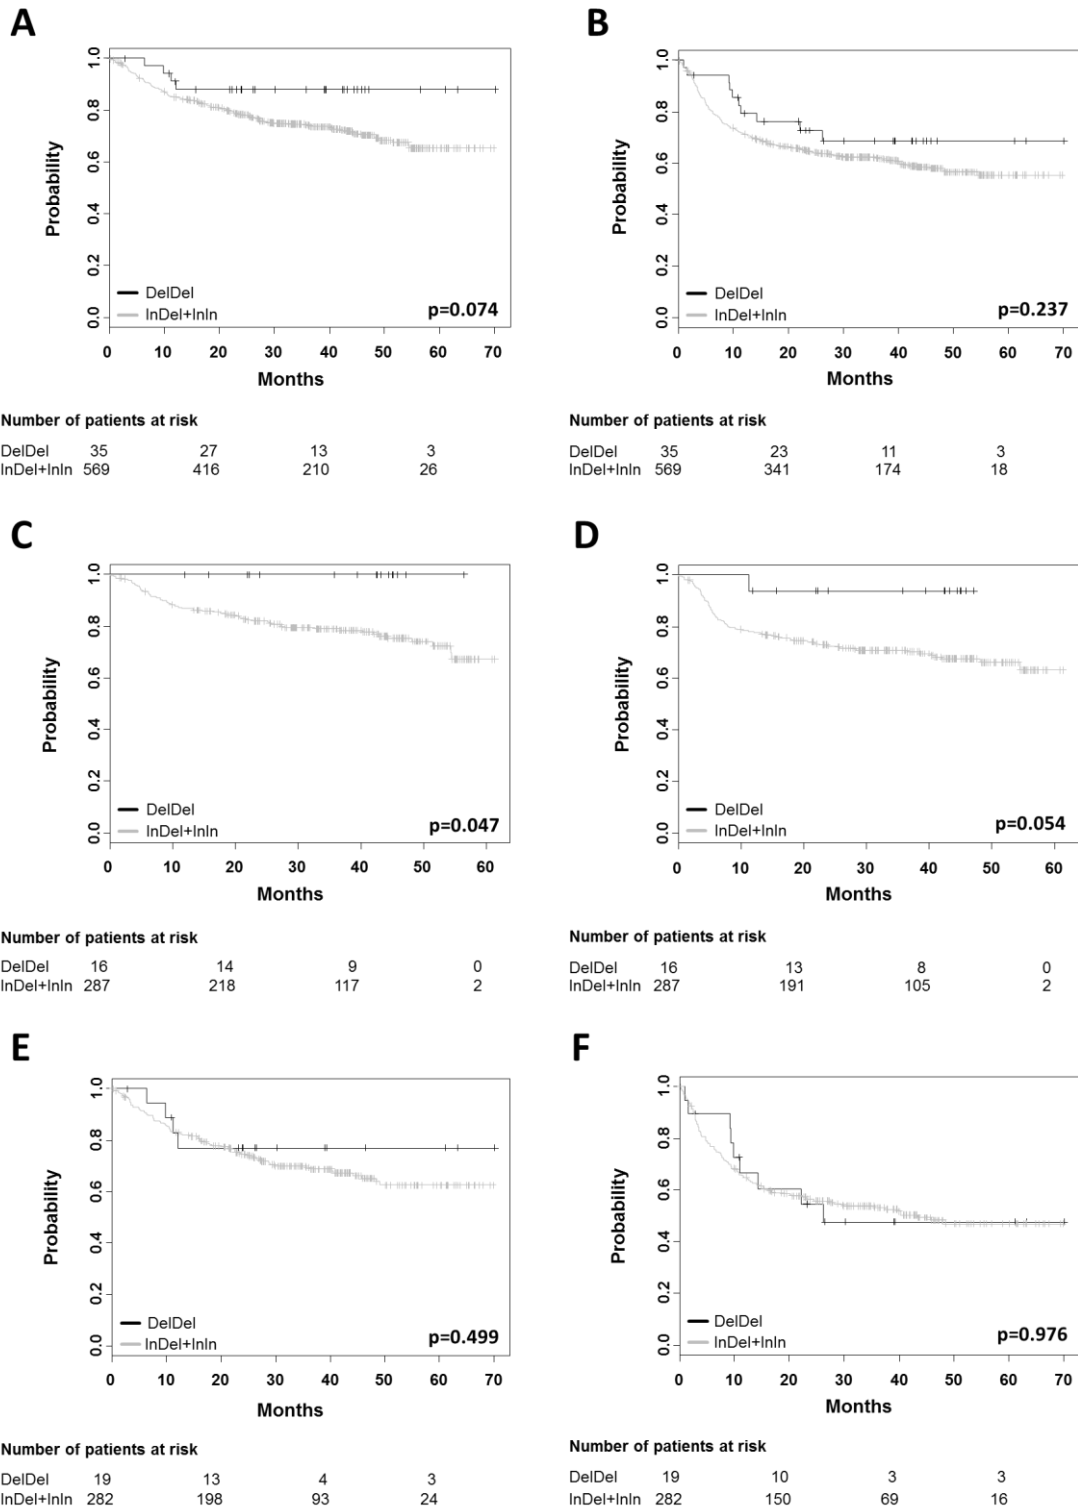 A
B
1.0
0.8
0.6
0.4
0.2
0.0
Probability
DelDel
InDel+InIn
p=0.074
0 10 20 30 40 50 60 70
Months
1.0
0.8
0.6
0.4
0.2
0.0
Probability
DelDel
InDel+InIn
p=0.237
0 10 20 30 40 50 60 70
Months
Number of patients at risk
DelDel 35 27 13 3
InDel+InIn 569 416 210 26
Number of patients at risk
DelDel 35 23 11 3
InDel+InIn 569 341 174 18
C
D
1.0
0.8
0.6
0.4
0.2
0.0
Probability
DelDel
InDel+InIn
p=0.047
0 10 20 30 40 50 60
Months
1.0
0.8
0.6
0.4
0.2
0.0
Probability
DelDel
InDel+InIn
p=0.054
0 10 20 30 40 50 60
Months
Number of patients at risk
DelDel 16 14 9 0
InDel+InIn 287 218 117 2
Number of patients at risk
DelDel 16 13 8 0
InDel+InIn 287 191 105 2
E
F
1.0
0.8
0.6
0.4
0.2
0.0
Probability
DelDel
InDel+InIn
p=0.499
0 10 20 30 40 50 60 70
Months
1.0
0.8
0.6
0.4
0.2
0.0
Probability
DelDel
InDel+InIn
p=0.976
0 10 20 30 40 50 60 70
Months
Number of patients at risk
DelDel 19 13 4 3
InDel+InIn 282 198 93 24
Number of patients at risk
DelDel 19 10 3 3
InDel+InIn 282 150 69 16